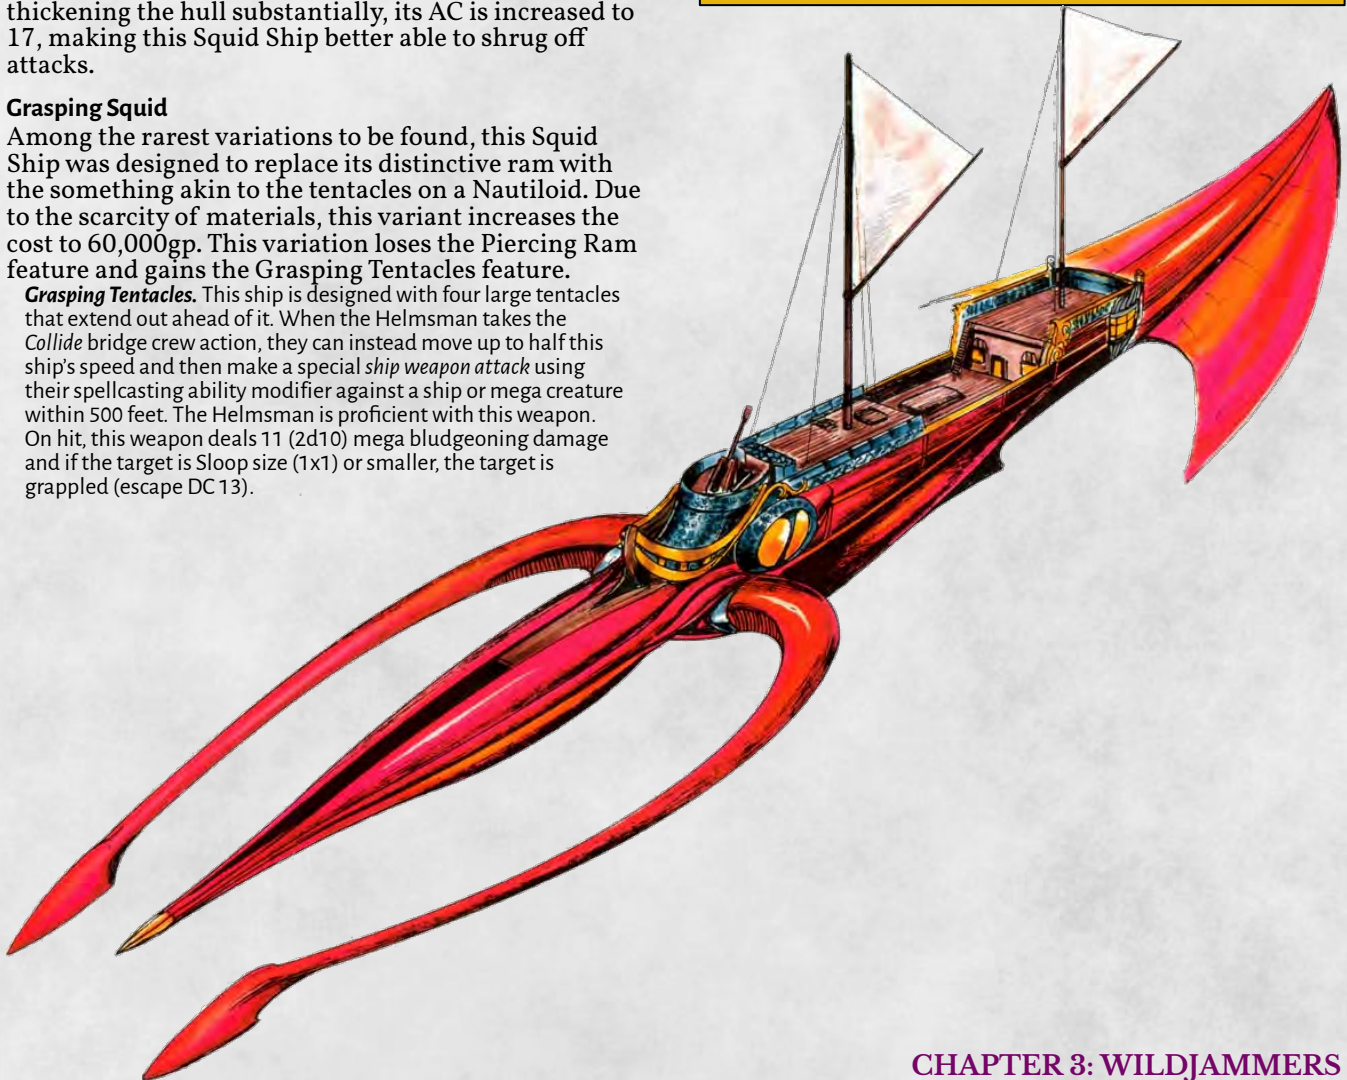 thickening the hull substantially, its AC is increased to
17, making this Squid Ship better able to shrug off
attacks.
Grasping Squid
Among the rarest variations to be found, this Squid
Ship was designed to replace its distinctive ram with
the something akin to the tentacles on a Nautiloid. Due
to the scarcity of materials, this variant increases the
cost to 60,000gp. This variation loses the Piercing Ram
feature and gains the Grasping Tentacles feature.
Grasping Tentacles. This ship is designed with four large tentacles
that extend out ahead of it. When the Helmsman takes the
Collide bridge crew action, they can instead move up to half this
ship's speed and then make a special ship weapon attack using
their spellcasting ability modifier against a ship or mega creature
within 500 feet. The Helmsman is proficient with this weapon.
On hit, this weapon deals 11 (2d10) mega bludgeoning damage
and if the target is Sloop size (1x1) or smaller, the target is
grappled (escape DC 13).
CHAPTER 3: WILDJAMMERS